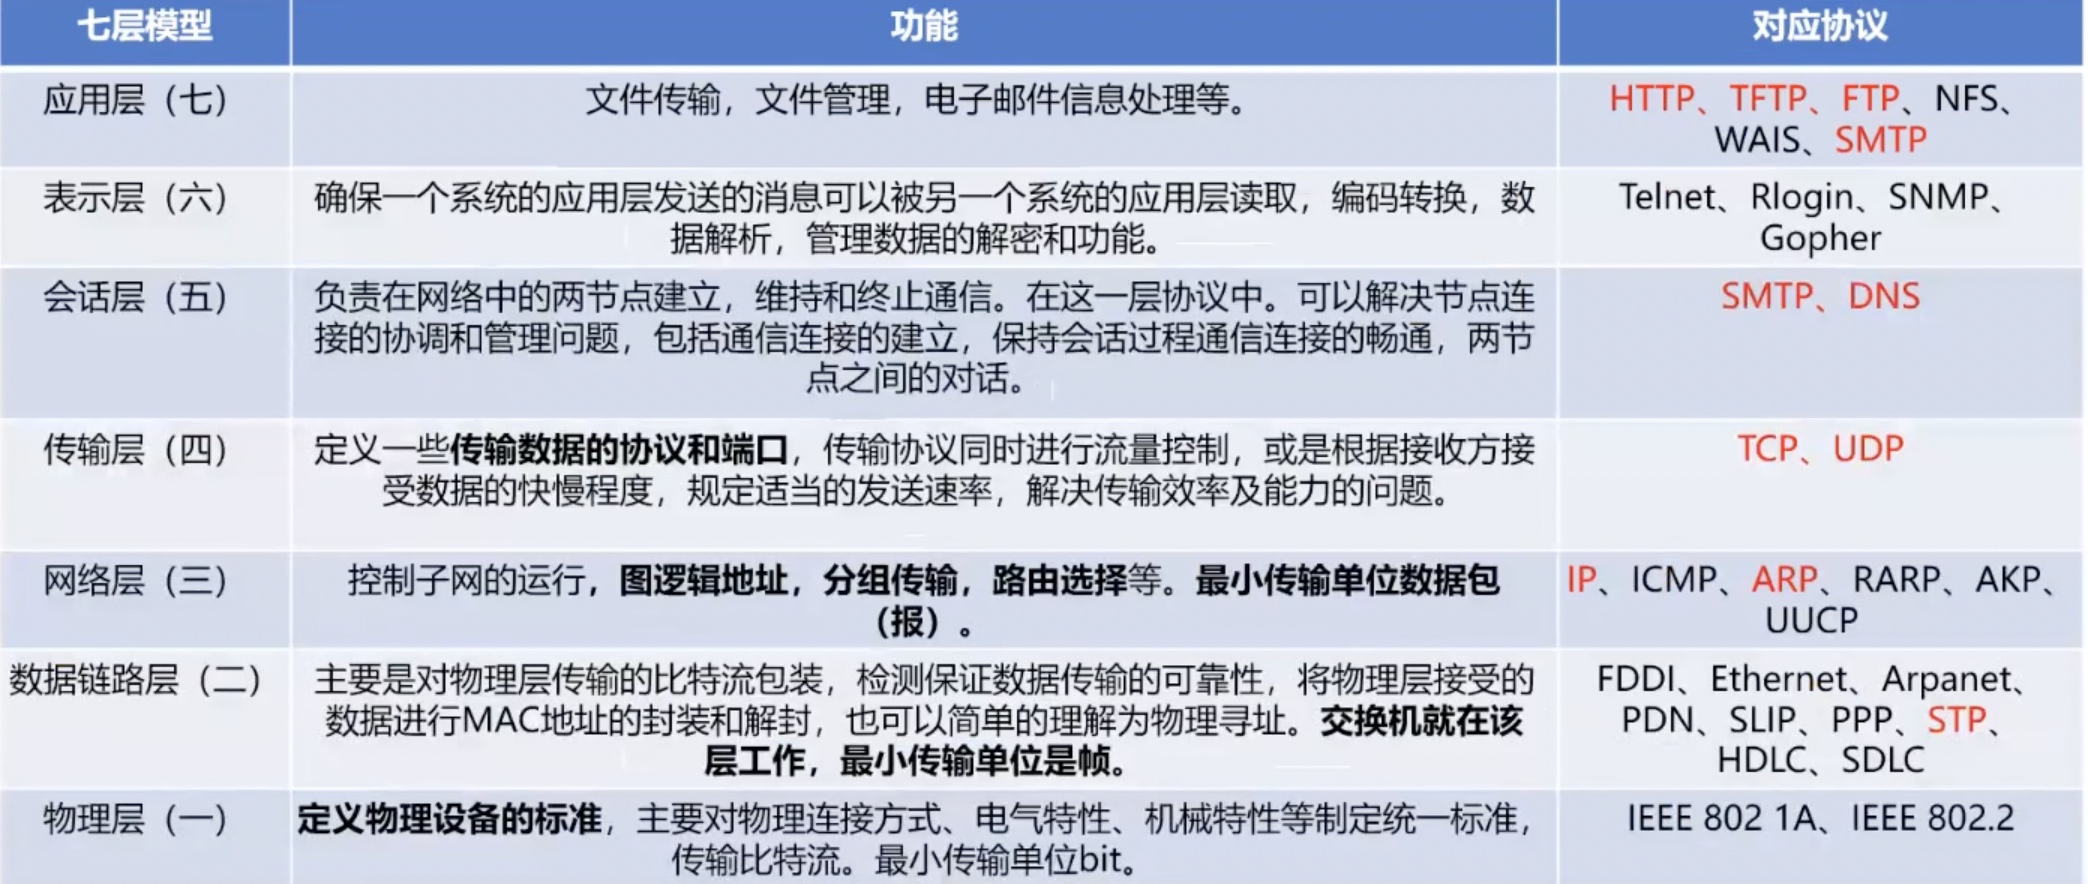 七层模型
功能
对应协议
应用层（七）
文件传输，文件管理，电子邮件信息处理等。
HTTP、TFTP、FTP、NFS、
WAIS、SMTP
表示层（六）
确保一个系统的应用层发送的消息可以被另一个系统的应用层读取，编码转换，数
据解析，管理数据的解密和功能。
Telnet、Rlogin、SNMP、
Gopher
会话层（五）
负责在网络中的两节点建立，维持和终止通信。在这一层协议中。可以解决节点连
接的协调和管理问题，包括通信连接的建立，保持会话过程通信连接的畅通，两节
点之间的对话。
SMTP、DNS
传输层（四）
定义一些传输数据的协议和端口，传输协议同时进行流量控制，或是根据接收方接
受数据的快慢程度，规定适当的发送速率，解决传输效率及能力的问题。
TCP、UDP
网络层（三）
控制子网的运行，图逻辑地址，分组传输，路由选择等。最小传输单位数据包
（报）。
IP、ICMP、ARP、RARP、AKP、
UUCP
数据链路层（二）
主要是对物理层传输的比特流包装，检测保证数据传输的可靠性，将物理层接受的
数据进行MAC地址的封装和解封，也可以简单的理解为物理寻址。交换机就在该
层工作，最小传输单位是帧。
FDDI、Ethernet、Arpanet、
PDN、SLIP、PPP、STP、
HDLC、SDLC
物理层（一）
定义物理设备的标准，主要对物理连接方式、电气特性、机械特性等制定统一标准，
传输比特流。最小传输单位bit。
IEEE 802 1A、IEEE 802.2